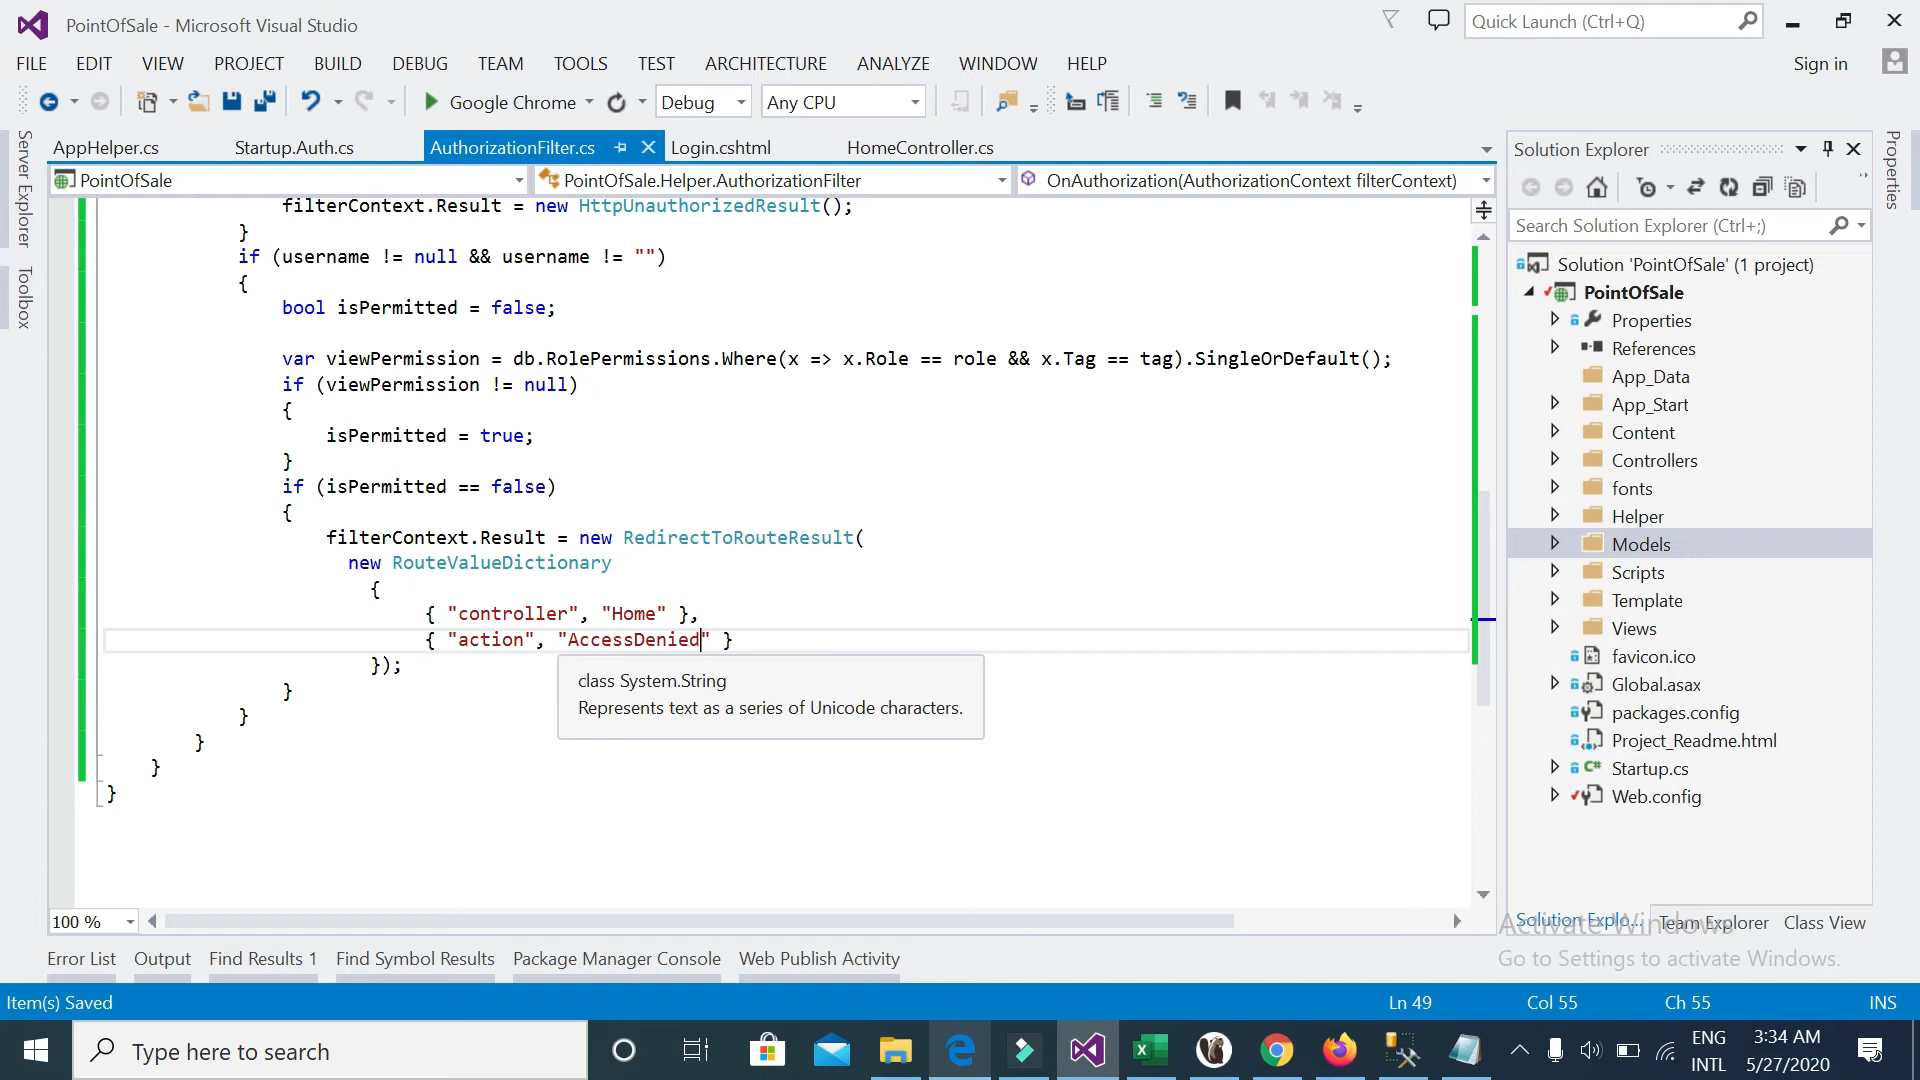 PointOfSale - Microsoft Visual Studio
Quick Launch (Ctrl+Q)
FILE EDIT VIEW PROJECT BUILD DEBUG TEAM TOOLS TEST ARCHITECTURE ANALYZE WINDOW HELP
Sign in
Google Chrome
Debug
Any CPU
Server Explorer
Toolbox
AppHelper.cs
Startup.Auth.cs
AuthorizationFilter.cs
Login.cshtml
HomeController.cs
PointOfSale
PointOfSale.Helper.AuthorizationFilter
OnAuthorization(AuthorizationContext filterContext)
filterContext.Result = new HttpUnauthorizedResult();
}
if (username != null && username != "")
{
bool isPermitted = false;
var viewPermission = db.RolePermissions.Where(x => x.Role == role && x.Tag == tag).SingleOrDefault();
if (viewPermission != null)
{
isPermitted = true;
}
if (isPermitted == false)
{
filterContext.Result = new RedirectToRouteResult(
new RouteValueDictionary
{
{ "controller", "Home" },
{ "action", "AccessDenied" }
});
}
}
}
}
}
class System.String
Represents text as a series of Unicode characters.
100 %
Solution Explorer
Search Solution Explorer (Ctrl+;)
Solution 'PointOfSale' (1 project)
PointOfSale
Properties
References
App_Data
App_Start
Content
Controllers
fonts
Helper
Models
Scripts
Template
Views
favicon.ico
Global.asax
packages.config
Project_Readme.html
Startup.cs
Web.config
Properties
Solution Explo...
Team Explorer
Class View
Activate Windows
Go to Settings to activate Windows.
Error List
Output
Find Results 1
Find Symbol Results
Package Manager Console
Web Publish Activity
Item(s) Saved
Ln 49
Col 55
Ch 55
INS
Type here to search
ENG
INTL
3:34 AM
5/27/2020